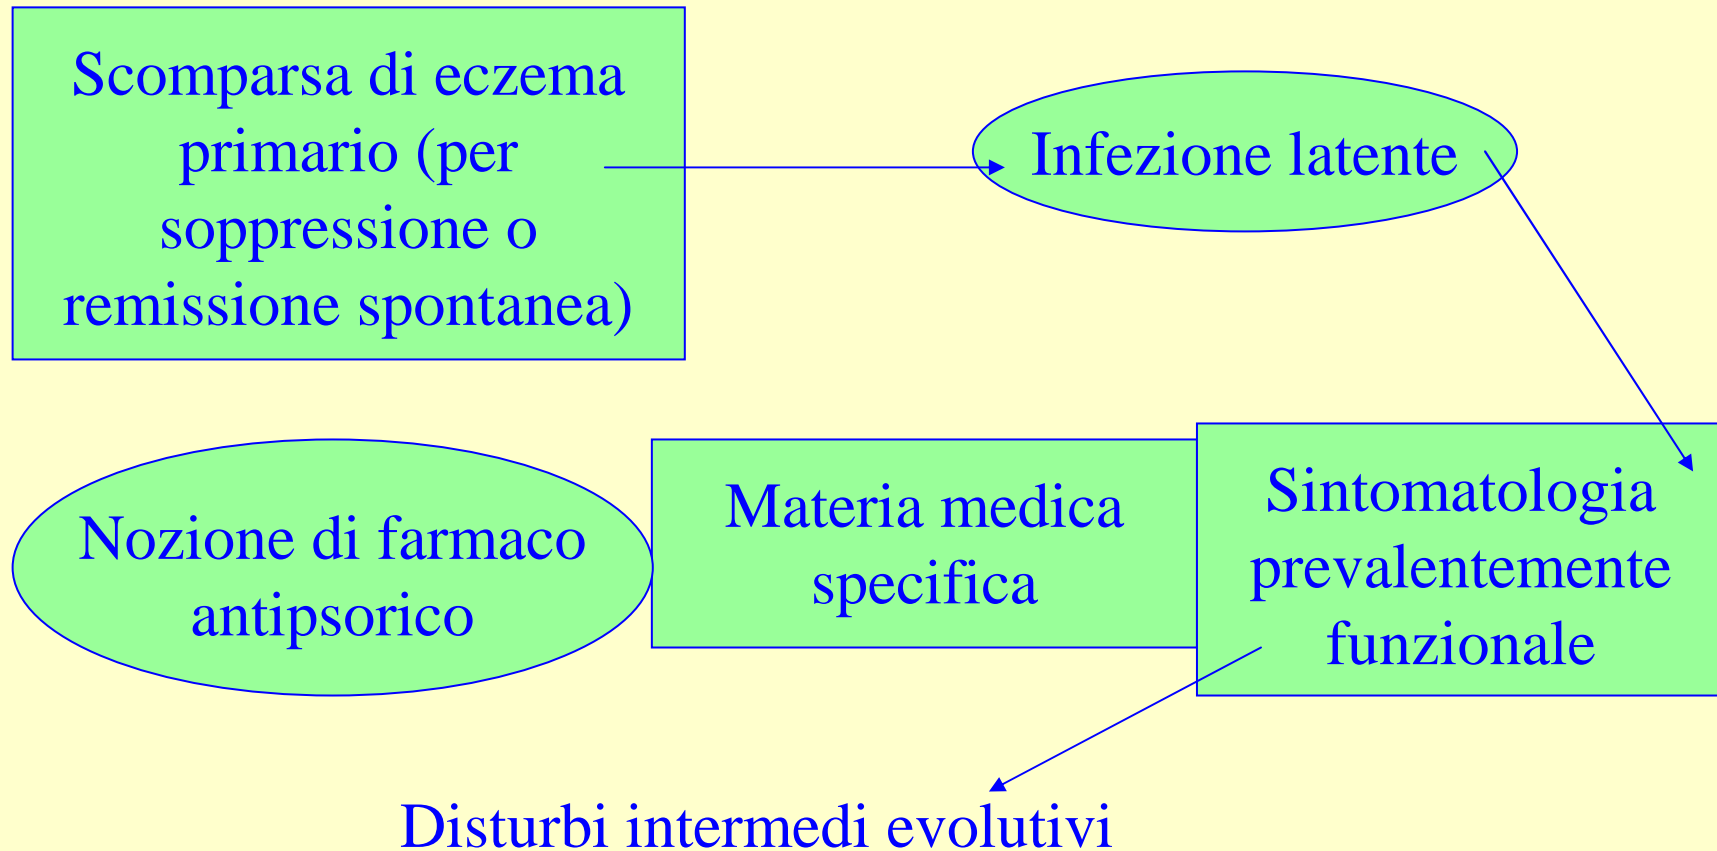 Scomparsa di eczema
primario (per
soppressione o
remissione spontanea)
Infezione latente
Nozione di farmaco
antipsorico
Materia medica
specifica
Sintomatologia
prevalentemente
funzionale
Disturbi intermedi evolutivi